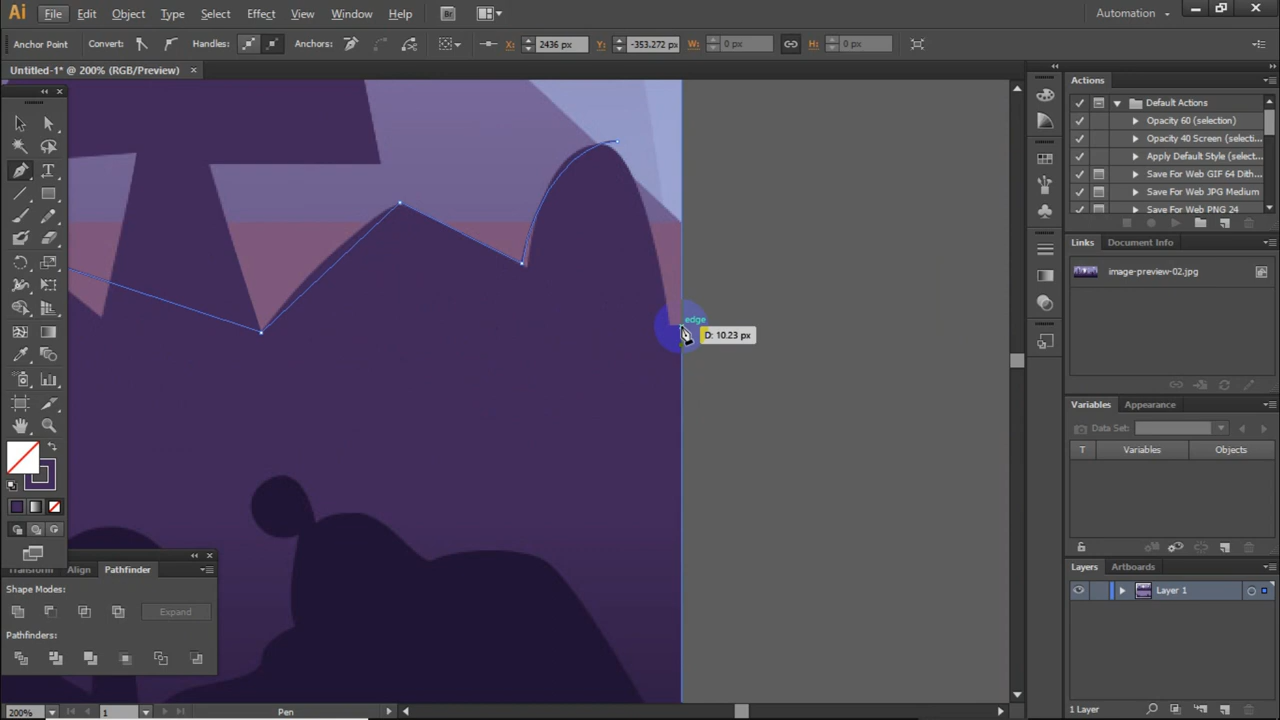 Ai File Edit Object Type Select Effect View Window Help Br Automation
Anchor Point Convert: Handles: Anchors: X: 2436 px Y: -353.272 px W: 0 px H: 0 px
Untitled-1* @ 200% (RGB/Preview)
Actions
Default Actions
Opacity 60 (selection)
Opacity 40 Screen (selecti...
Apply Default Style (select...
Save For Web GIF 64 Dith...
Save For Web JPG Medium
Save For Web PNG 24
Links Document Info
image-preview-02.jpg
edge
D: 10.23 px
Variables Appearance
Data Set:
T Variables Objects
Transform Align Pathfinder
Shape Modes:
Expand
Pathfinders:
Layers Artboards
Layer 1
1 Layer
200% 1 Pen